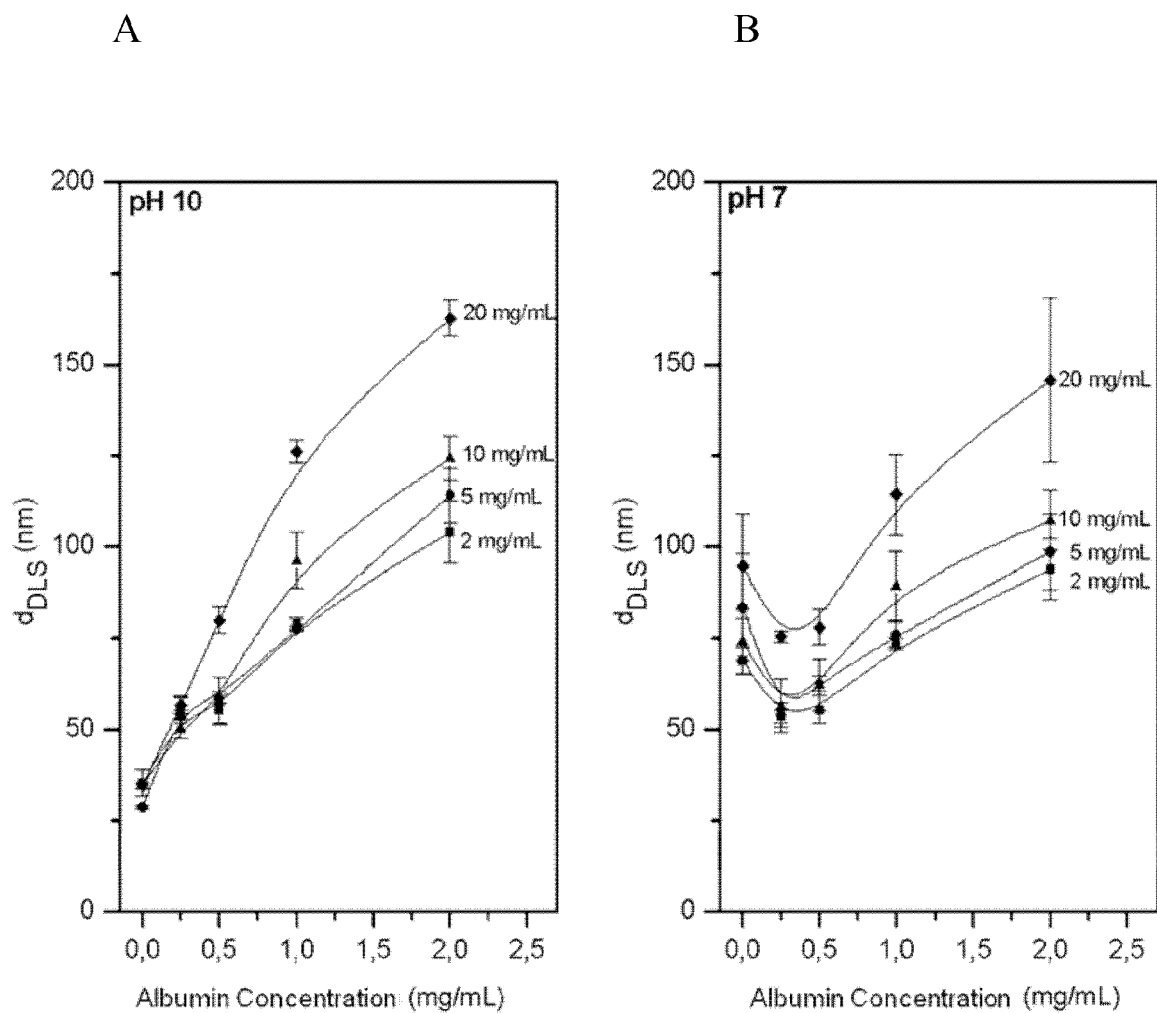 A
B
200
pH 10
150
100
50
0
d_DLS (nm)
20 mg/mL
10 mg/mL
5 mg/mL
2 mg/mL
0,0 0,5 1,0 1,5 2,0 2,5
Albumin Concentration (mg/mL)
200
pH 7
150
100
50
0
d_DLS (nm)
20 mg/mL
10 mg/mL
5 mg/mL
2 mg/mL
0,0 0,5 1,0 1,5 2,0 2,5
Albumin Concentration (mg/mL)